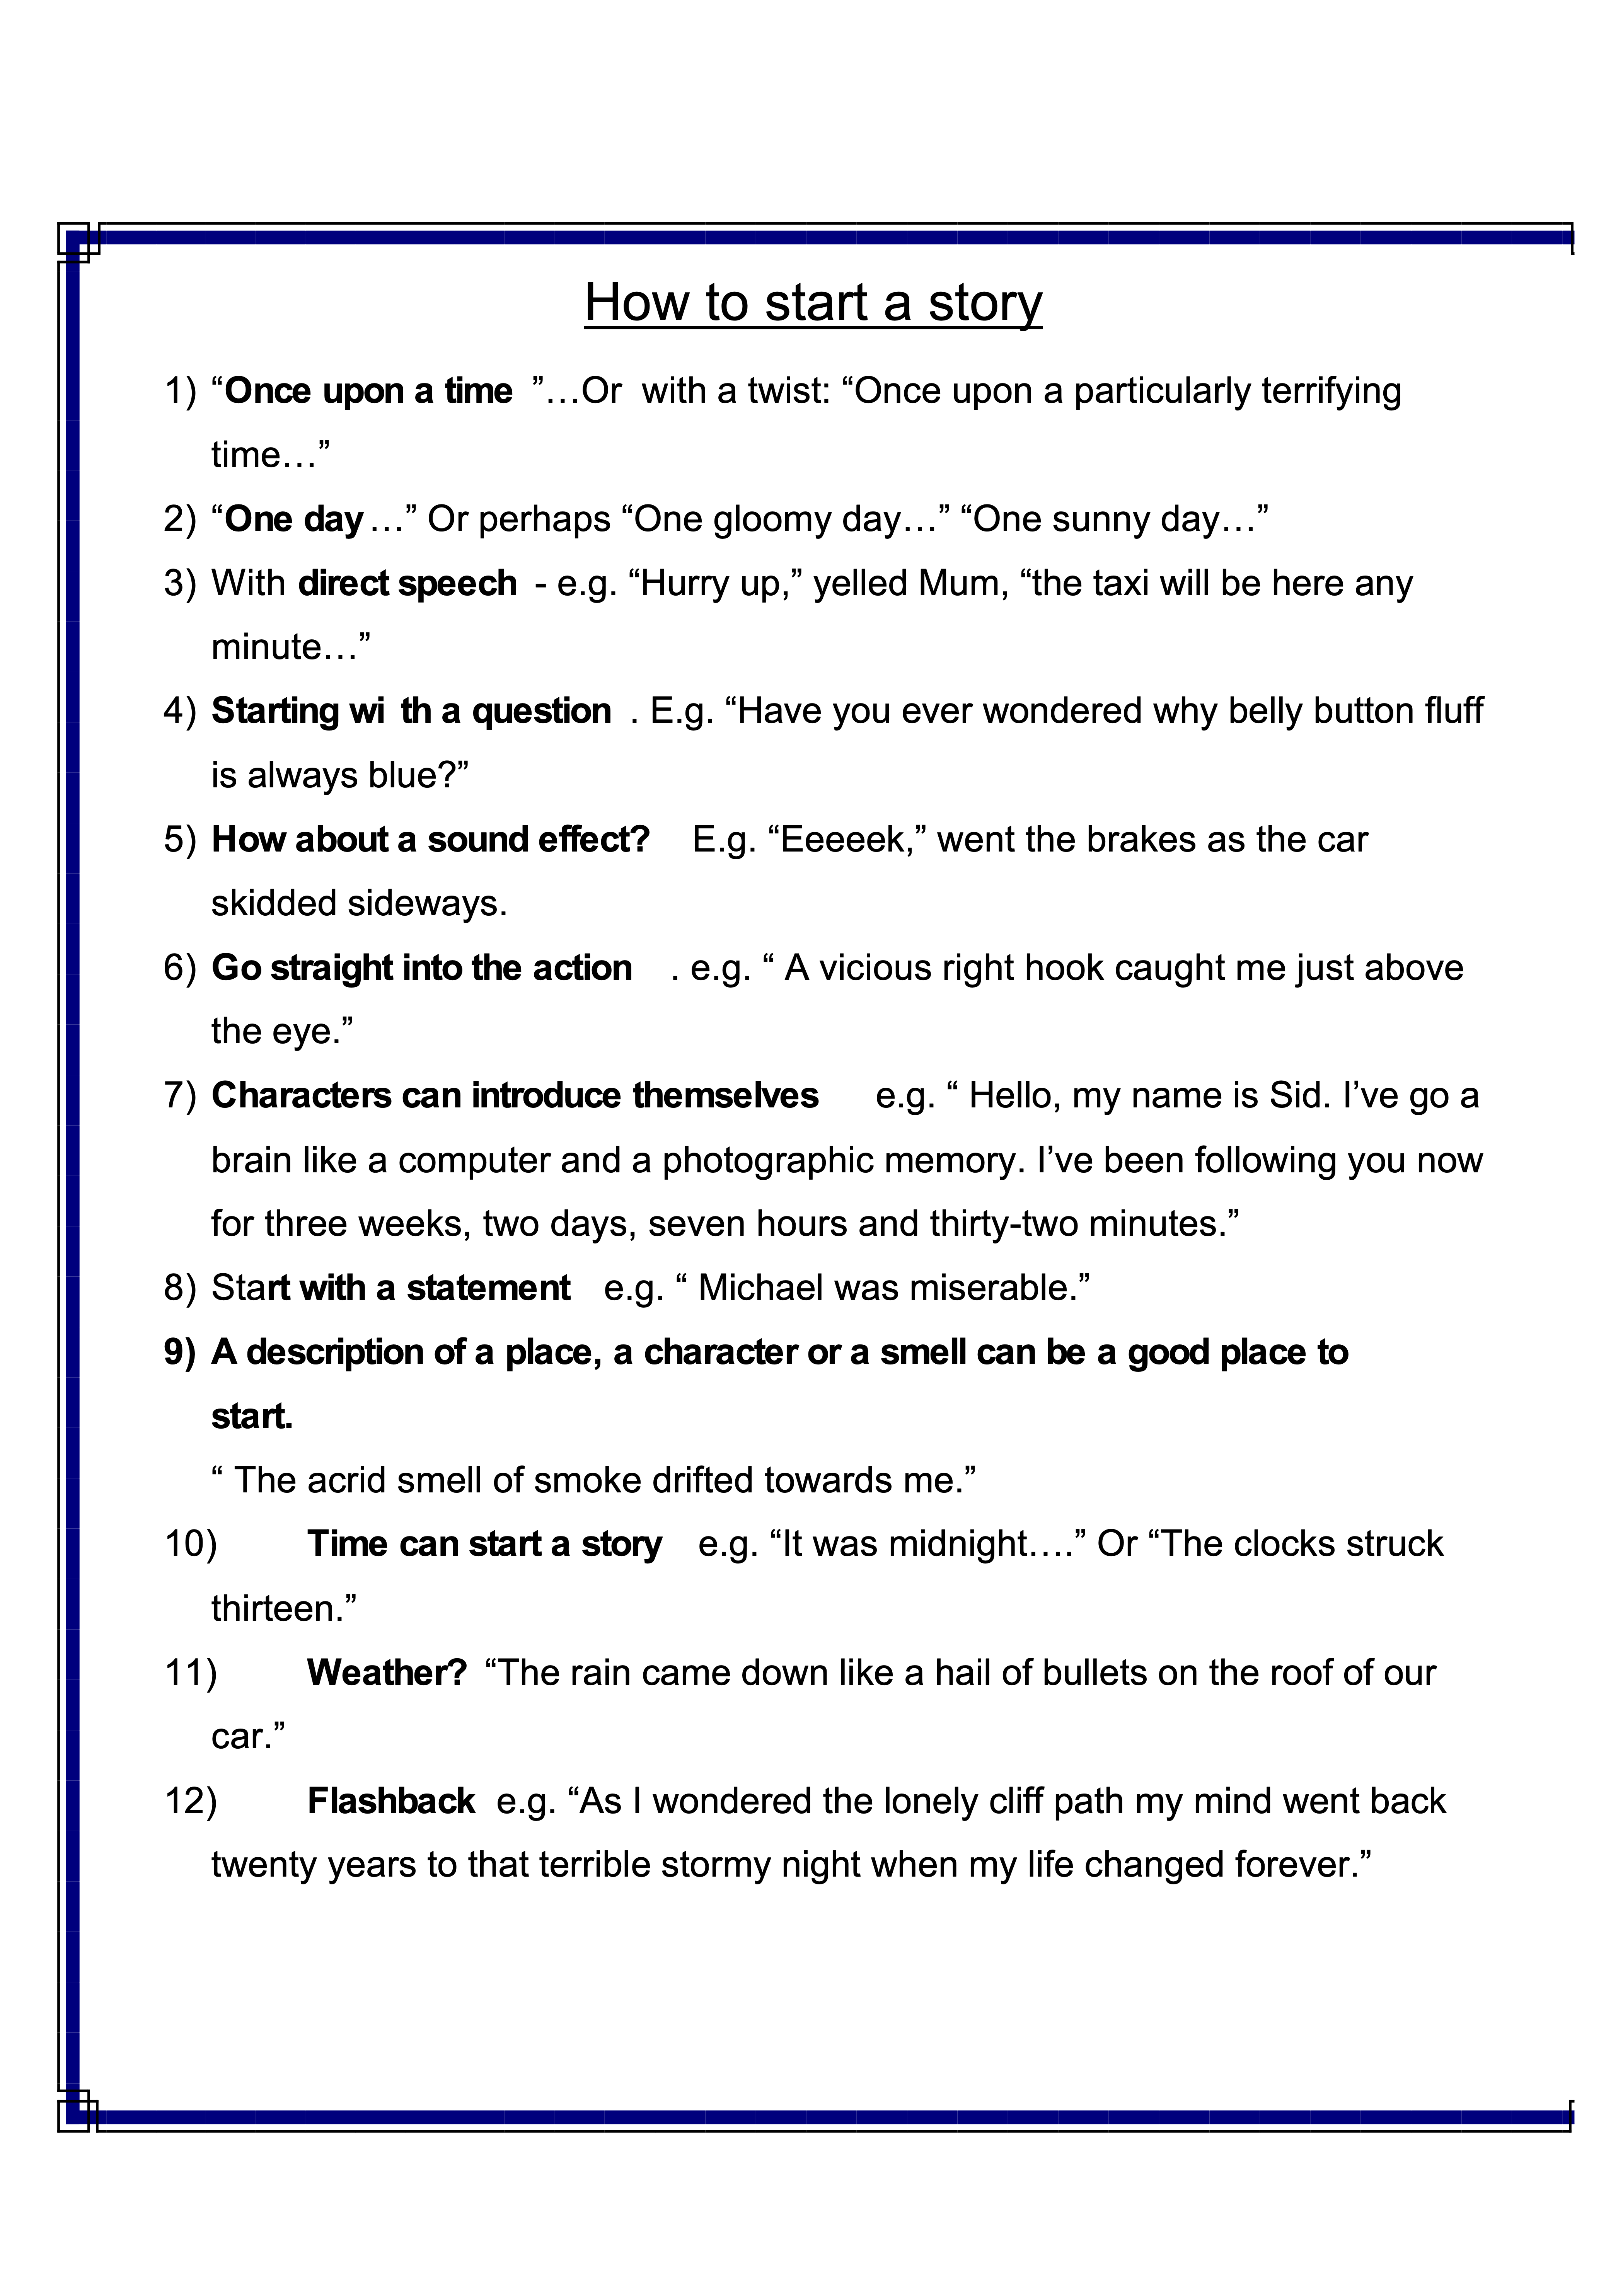 How to start a story
1) “Once upon a time ”…Or with a twist: “Once upon a particularly terrifying
time…”
2) “One day…” Or perhaps “One gloomy day…” “One sunny day…”
3) With direct speech - e.g. “Hurry up,” yelled Mum, “the taxi will be here any
minute…”
4) Starting wi th a question . E.g. “Have you ever wondered why belly button fluff
is always blue?”
5) How about a sound effect? E.g. “Eeeeek,” went the brakes as the car
skidded sideways.
6) Go straight into the action . e.g. “ A vicious right hook caught me just above
the eye.”
7) Characters can introduce themselves e.g. “ Hello, my name is Sid. I’ve go a
brain like a computer and a photographic memory. I’ve been following you now
for three weeks, two days, seven hours and thirty-two minutes.”
8) Start with a statement e.g. “ Michael was miserable.”
9) A description of a place, a character or a smell can be a good place to
start.
“ The acrid smell of smoke drifted towards me.”
10) Time can start a story e.g. “It was midnight….” Or “The clocks struck
thirteen.”
11) Weather? “The rain came down like a hail of bullets on the roof of our
car.”
12) Flashback e.g. “As I wondered the lonely cliff path my mind went back
twenty years to that terrible stormy night when my life changed forever.”